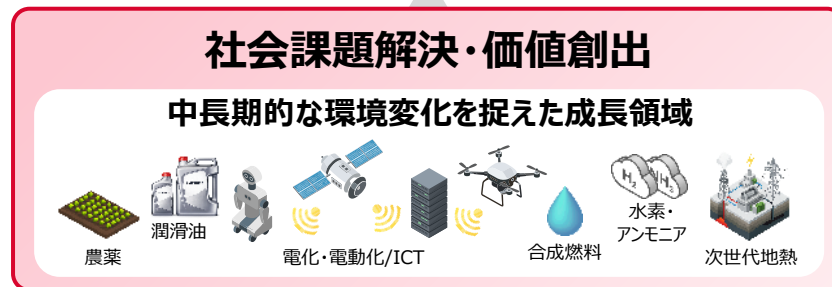 社会課題解決・価値創出
中長期的な環境変化を捉えた成長領域
農薬
潤滑油
電化・電動化/ICT
合成燃料
H₂
H₂
水素・
アンモニア
次世代地熱